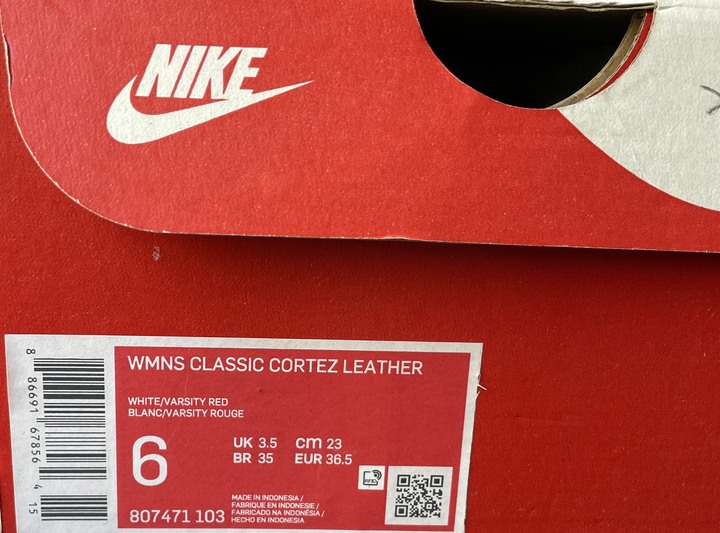 NIKE
WMNS CLASSIC CORTEZ LEATHER
WHITE/VARSITY RED
BLANC/VARSITY ROUGE
6
UK 3.5 cm 23
BR 35 EUR 36.5
RFID
807471 103
MADE IN INDONESIA /
FABRIQUE EN INDONESIE /
FABRICADO NA INDONÉSIA /
HECHO EN INDONESIA
8 86691 67856 4 15